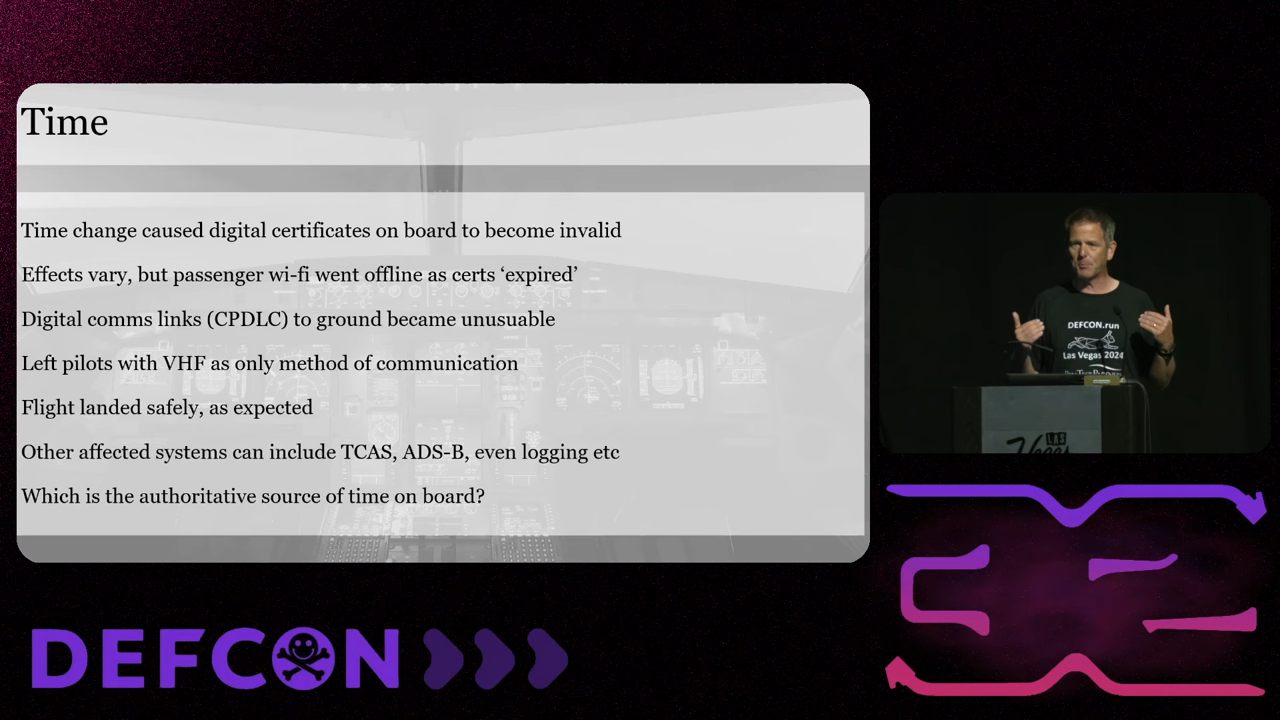 Time
Time change caused digital certificates on board to become invalid
Effects vary, but passenger wi-fi went offline as certs ‘expired’
Digital comms links (CPDLC) to ground became unusuable
Left pilots with VHF as only method of communication
Flight landed safely, as expected
Other affected systems can include TCAS, ADS-B, even logging etc
Which is the authoritative source of time on board?
DEFCON.run
Las Vegas 2024
LAS
Vegas
DEFCON